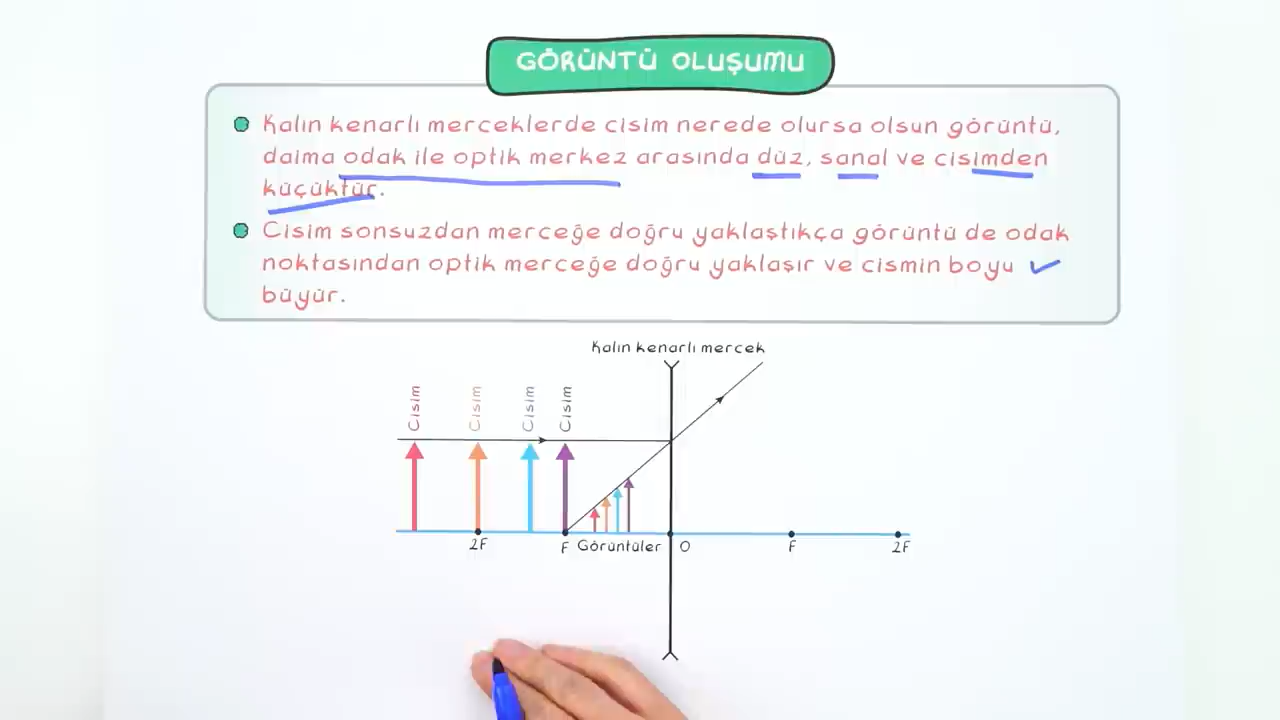 GÖRÜNTÜ OLUŞUMU
Kalın kenarlı merceklerde cisim nerede olursa olsun görüntü,
daima odak ile optik merkez arasında düz, sanal ve cisimden
küçüktür.
Cisim sonsuzdan merceğe doğru yaklaştıkça görüntü de odak
noktasından optik merceğe doğru yaklaşır ve cismin boyu
büyür.
Kalın kenarlı mercek
Cisim Cisim Cisim Cisim
2F F Görüntüler O F 2F